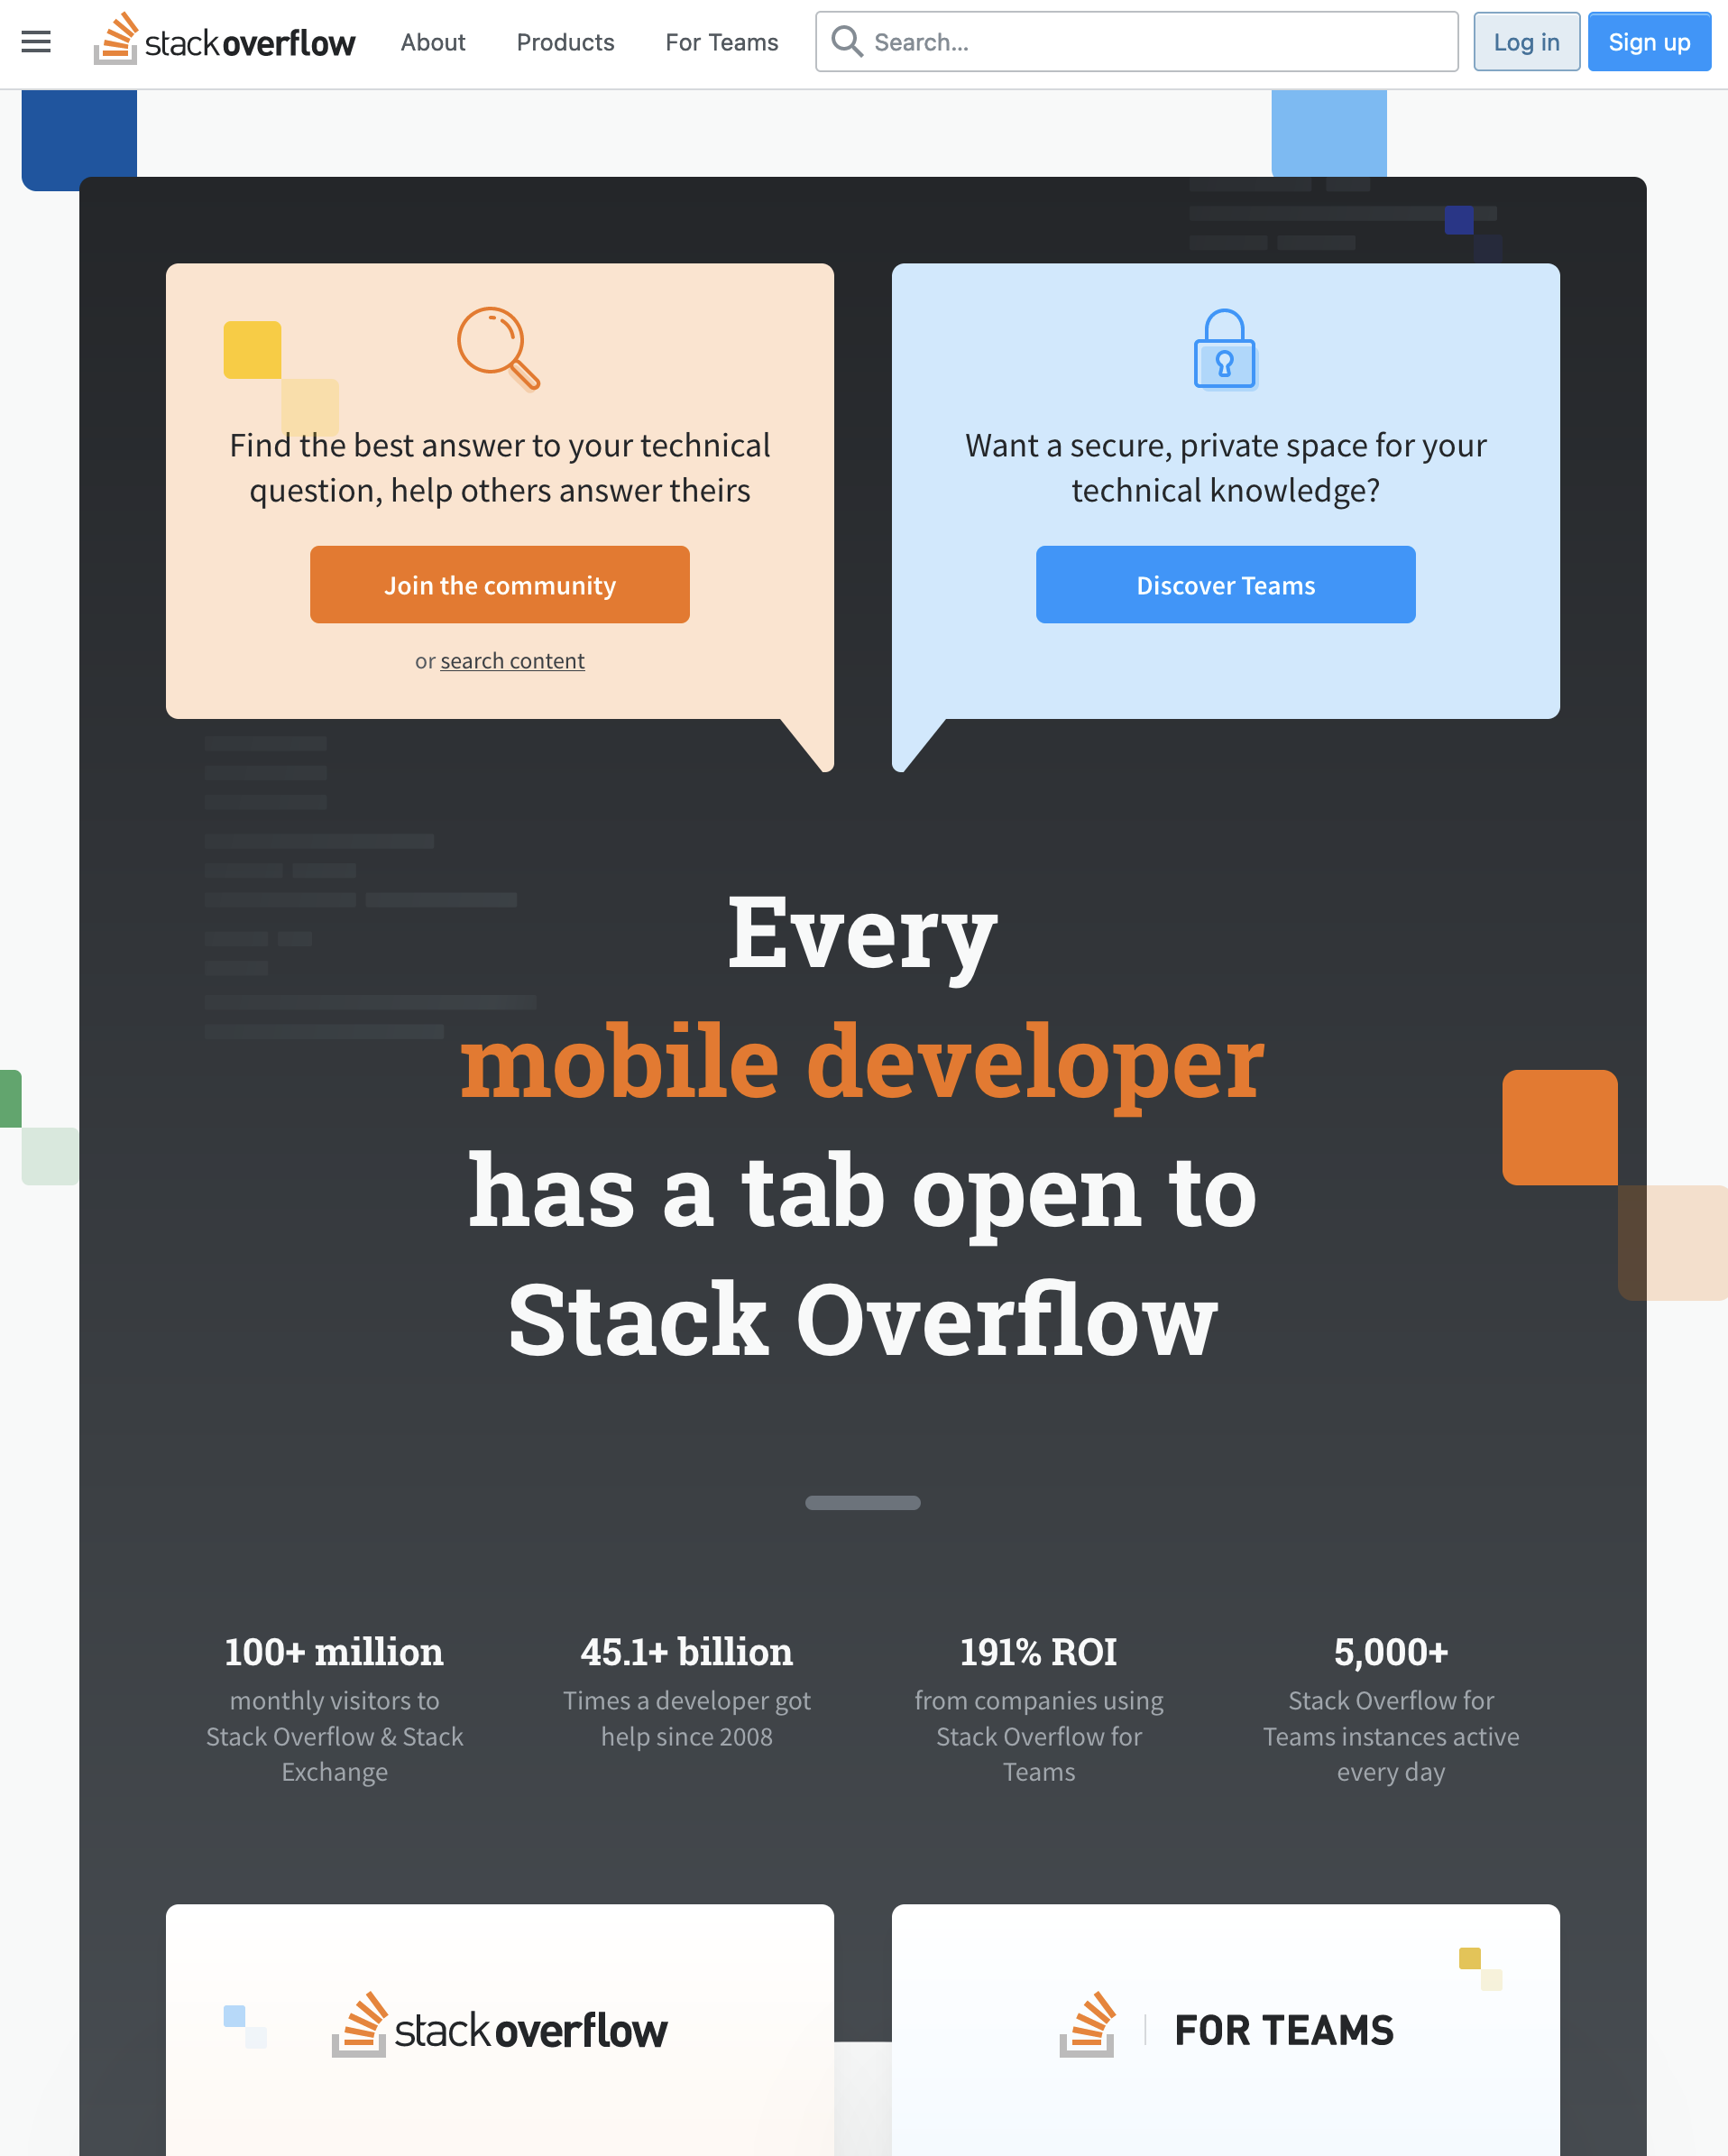 stackoverflow
About
Products
For Teams
Search...
Log in
Sign up
Find the best answer to your technical
question, help others answer theirs
Join the community
or search content
Want a secure, private space for your
technical knowledge?
Discover Teams
Every
mobile developer
has a tab open to
Stack Overflow
100+ million
monthly visitors to
Stack Overflow & Stack
Exchange
45.1+ billion
Times a developer got
help since 2008
191% ROI
from companies using
Stack Overflow for
Teams
5,000+
Stack Overflow for
Teams instances active
every day
stackoverflow
FOR TEAMS